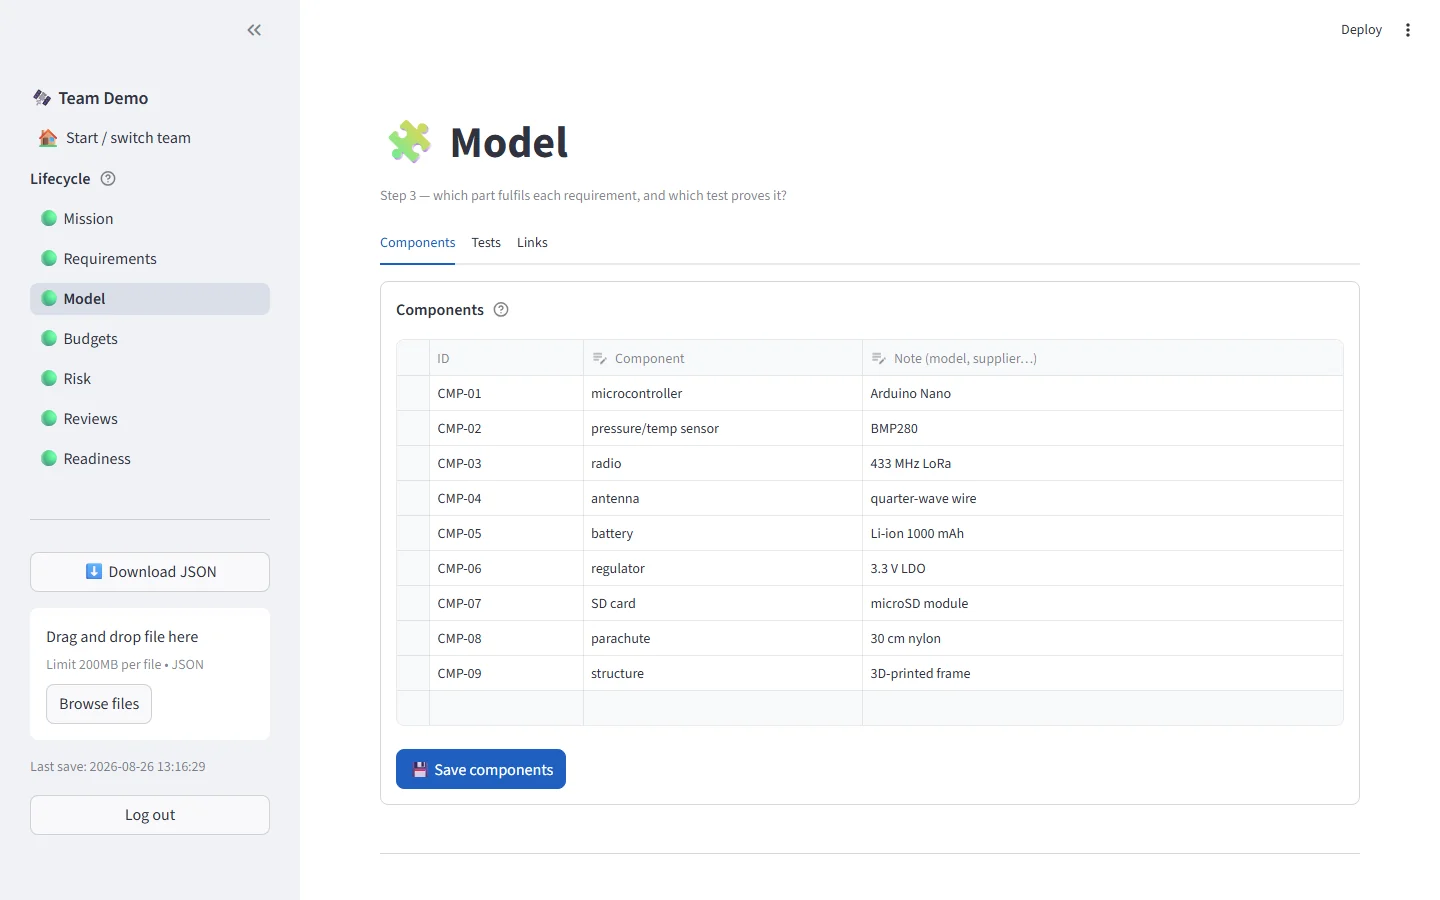 Deploy
Team Demo
Start / switch team
Lifecycle
Mission
Requirements
Model
Budgets
Risk
Reviews
Readiness
Download JSON
Drag and drop file here
Limit 200MB per file • JSON
Browse files
Last save: 2026-08-26 13:16:29
Log out
Model
Step 3 — which part fulfils each requirement, and which test proves it?
Components Tests Links
Components
ID Component Note (model, supplier…)
CMP-01 microcontroller Arduino Nano
CMP-02 pressure/temp sensor BMP280
CMP-03 radio 433 MHz LoRa
CMP-04 antenna quarter-wave wire
CMP-05 battery Li-ion 1000 mAh
CMP-06 regulator 3.3 V LDO
CMP-07 SD card microSD module
CMP-08 parachute 30 cm nylon
CMP-09 structure 3D-printed frame
Save components